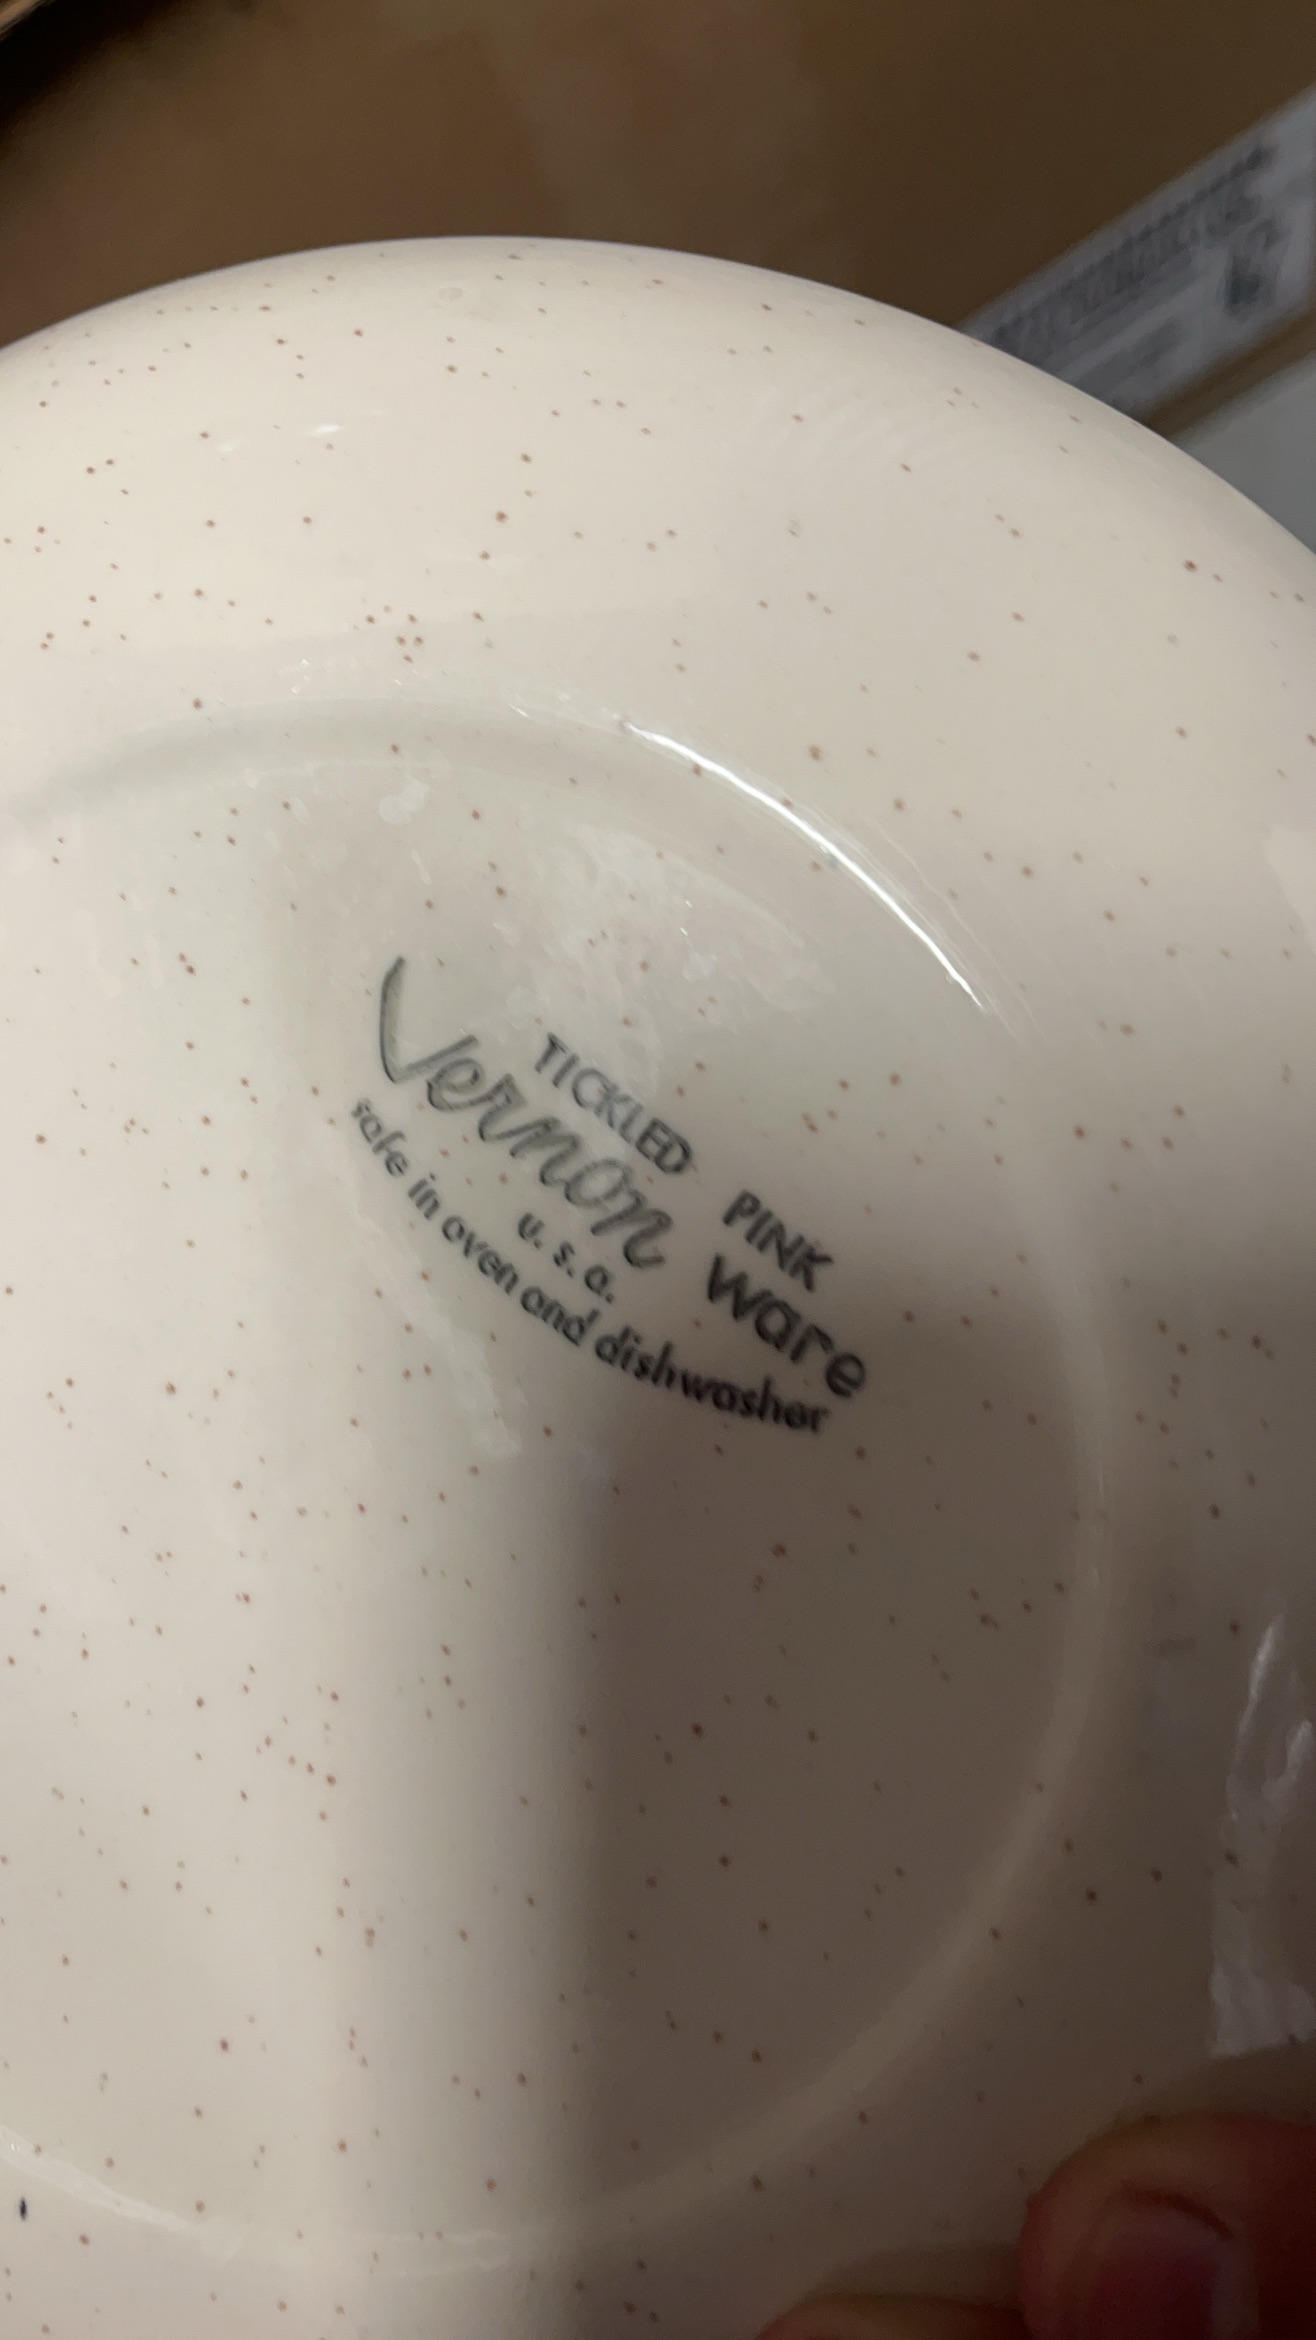 TICKLED PINK
Vernon ware
u. s. a.
safe in oven and dishwasher